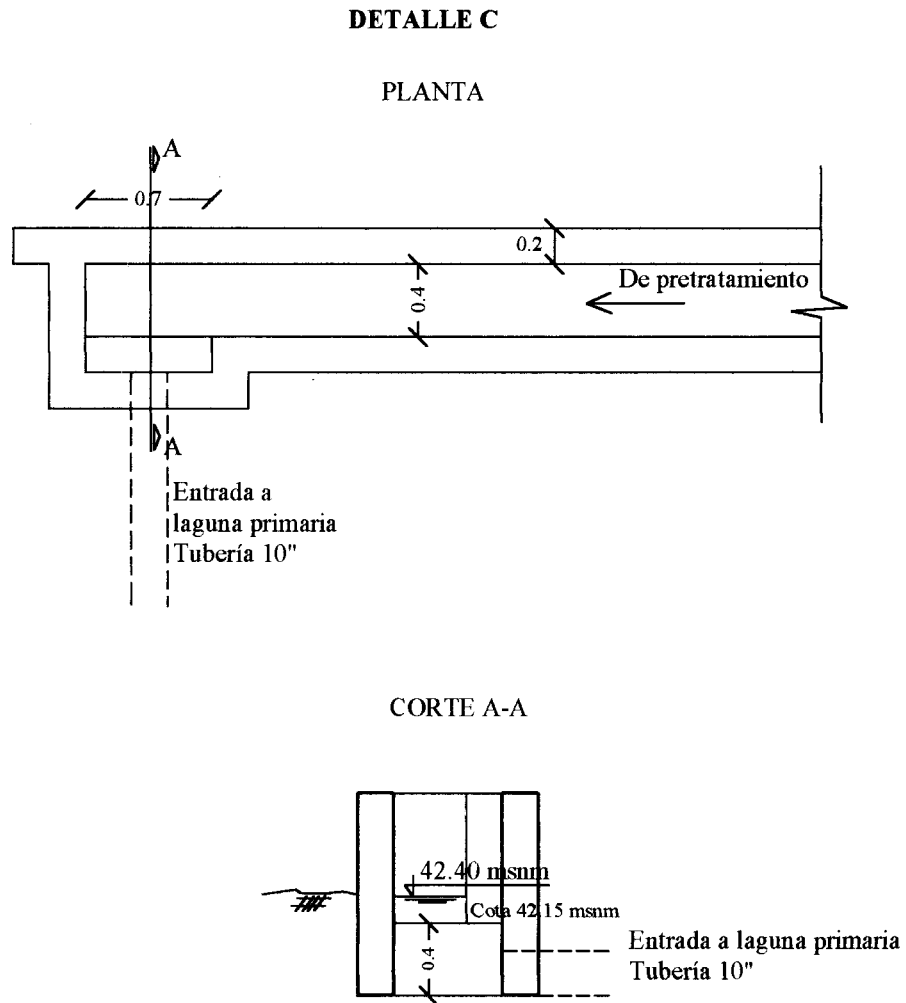 DETALLE C
PLANTA
A
0.7
0.2
De pretratamiento
0.4
A
Entrada a
laguna primaria
Tubería 10"
CORTE A-A
42.40 msnm
Cota 42.15 msnm
0.4
Entrada a laguna primaria
Tubería 10"